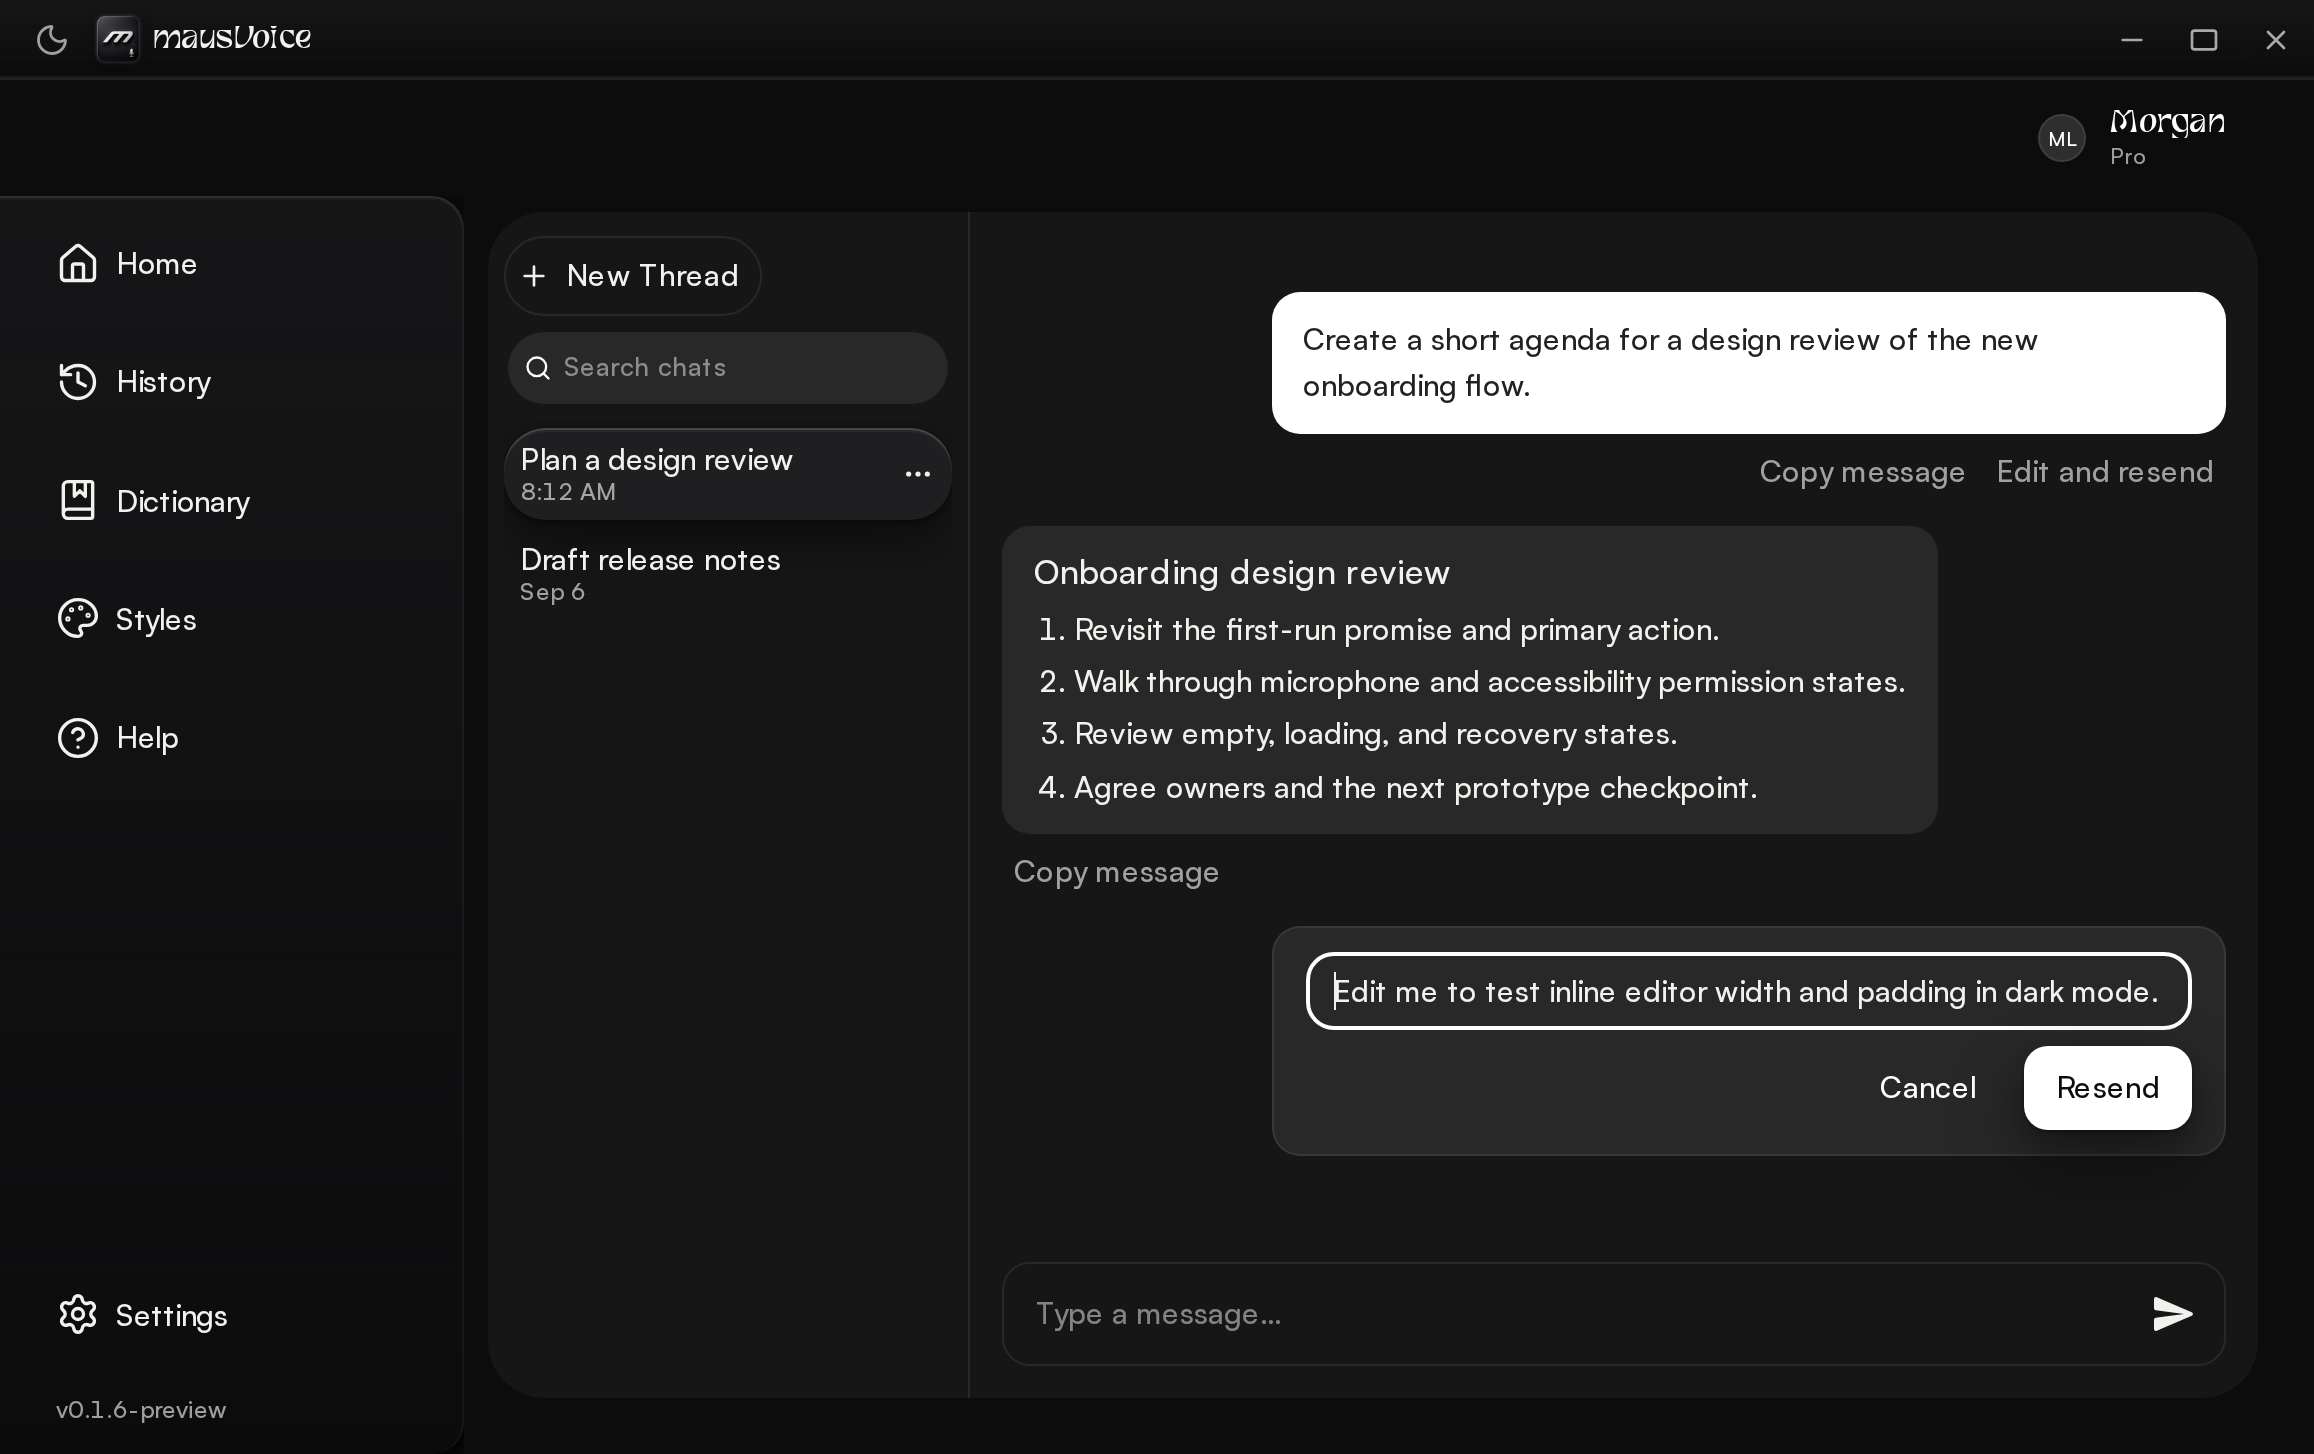 mausVoice
ML
Morgan
Pro
Home
History
Dictionary
Styles
Help
Settings
v0.1.6-preview
New Thread
Search chats
Plan a design review
8:12 AM
Draft release notes
Sep 6
Create a short agenda for a design review of the new
onboarding flow.
Copy message Edit and resend
Onboarding design review
1. Revisit the first-run promise and primary action.
2. Walk through microphone and accessibility permission states.
3. Review empty, loading, and recovery states.
4. Agree owners and the next prototype checkpoint.
Copy message
Edit me to test inline editor width and padding in dark mode.
Cancel Resend
Type a message...